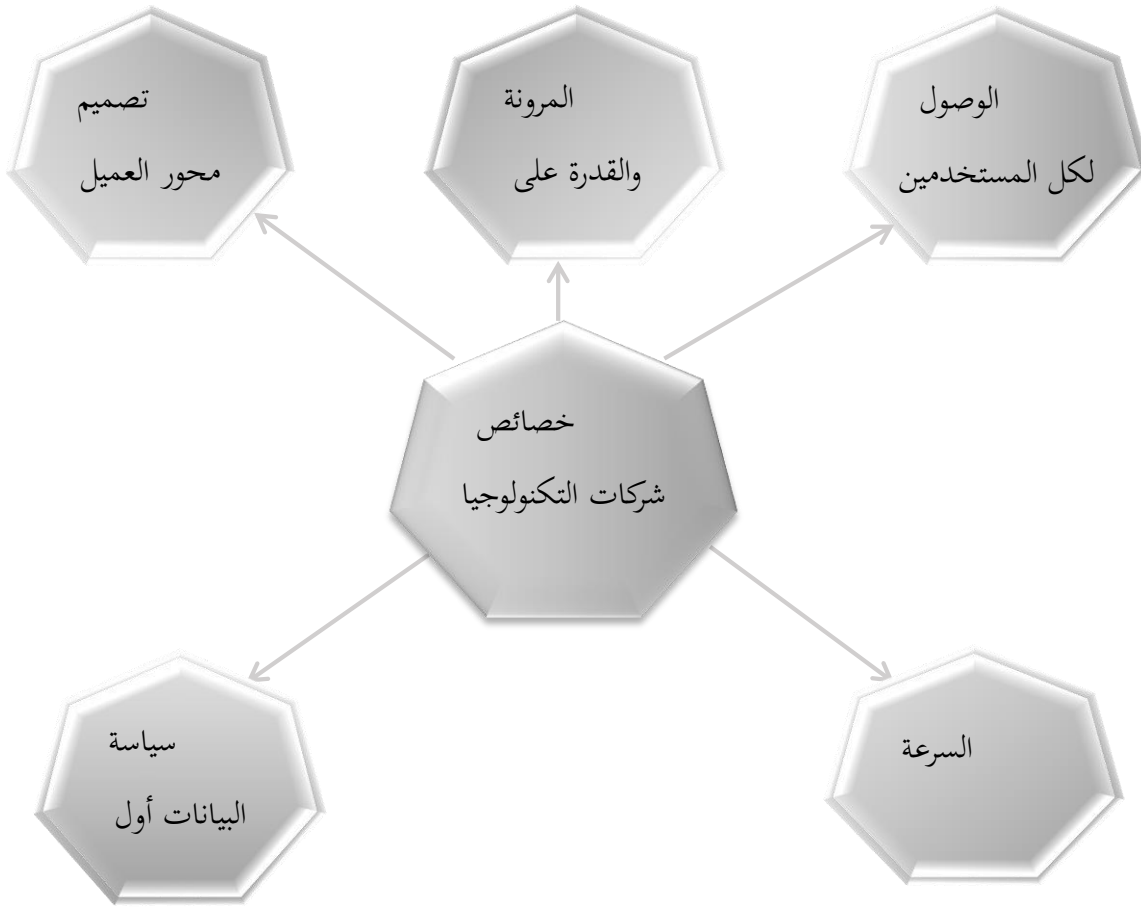 الوصول
لكل المستخدمين
المرونة
والقدرة على
تصميم
محور العميل
خصائص
شركات التكنولوجيا
السرعة
سياسة
البيانات أول